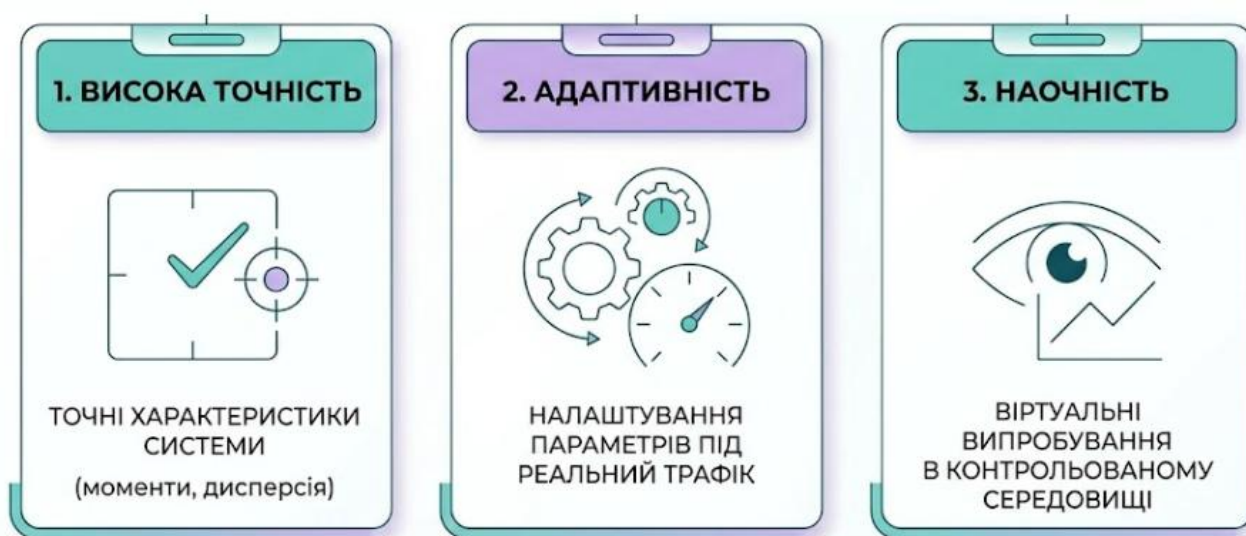 1. ВИСОКА ТОЧНІСТЬ
ТОЧНІ ХАРАКТЕРИСТИКИ
СИСТЕМИ
(моменти, дисперсія)
2. АДАПТИВНІСТЬ
НАЛАШТУВАННЯ
ПАРАМЕТРІВ ПІД
РЕАЛЬНИЙ ТРАФІК
3. НАОЧНІСТЬ
ВІРТУАЛЬНІ
ВИПРОБУВАННЯ
В КОНТРОЛЬОВАНОМУ
СЕРЕДОВИЩІ